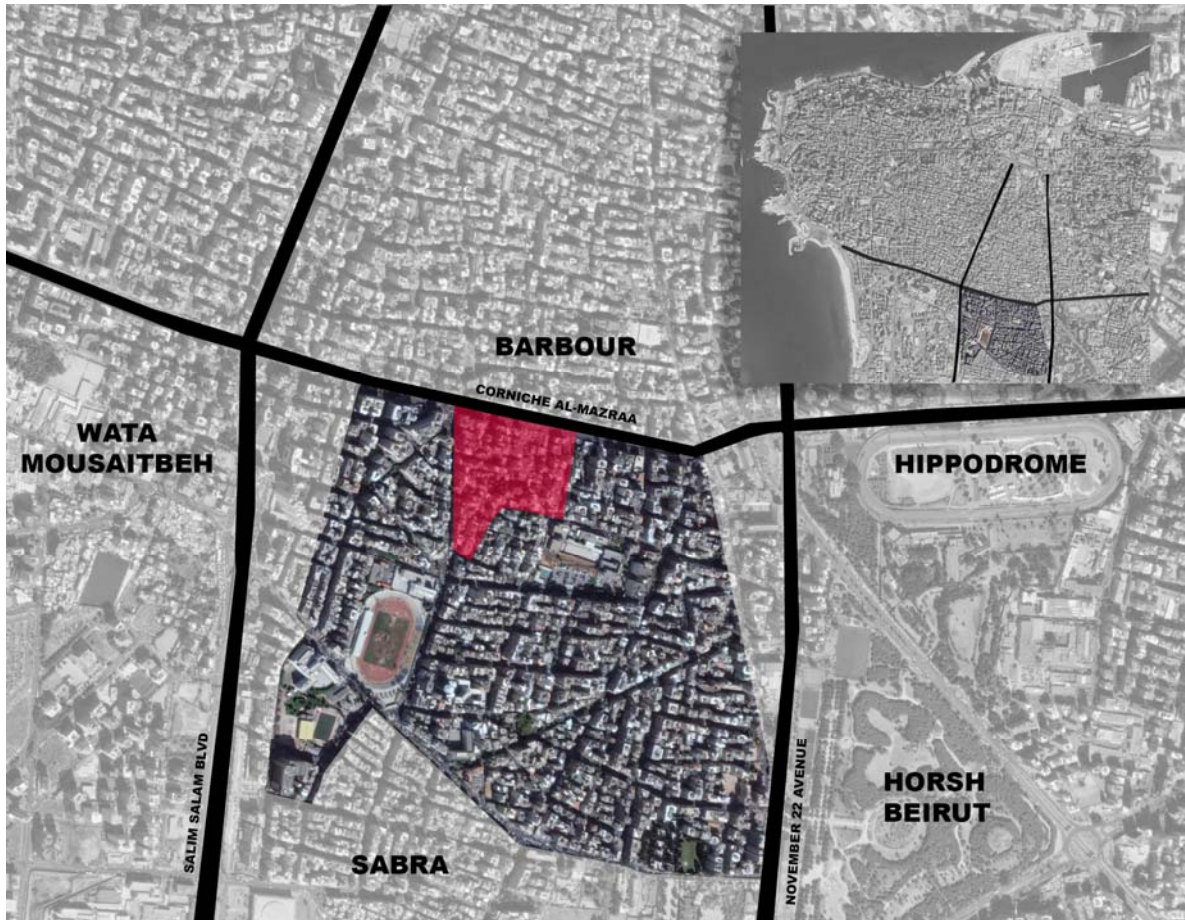 BARBOUR
CORNICHE AL-MAZRAA
WATA
MOUSAITBEH
HIPPODROME
SALIM SALAM BLVD
NOVEMBER 22 AVENUE
HORSH
BEIRUT
SABRA